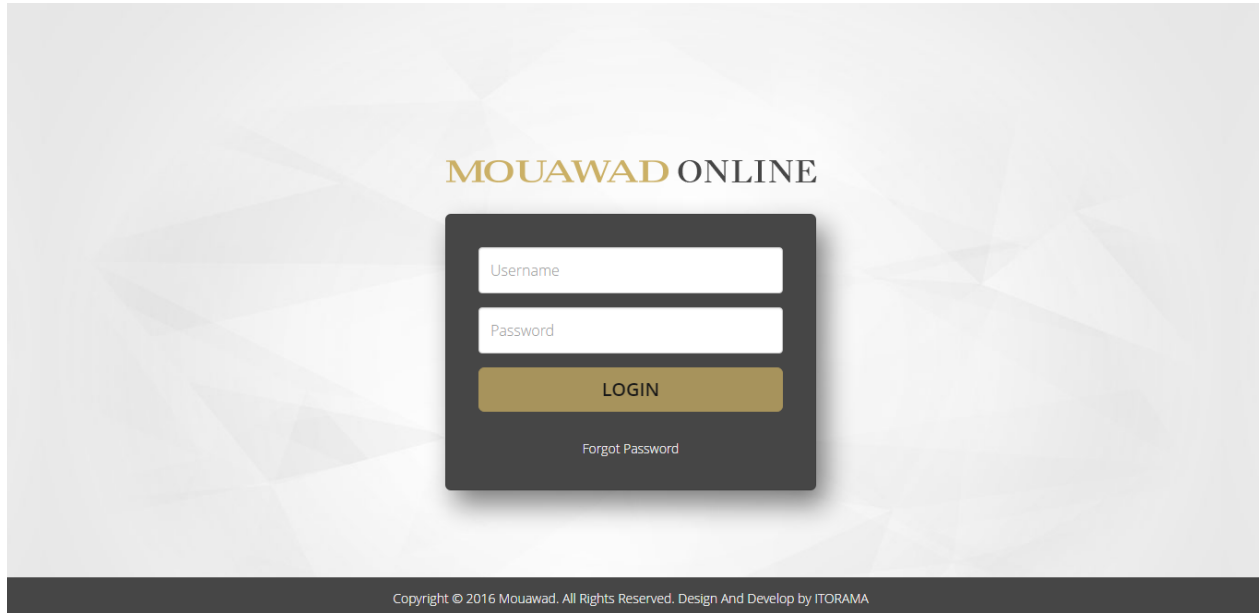 MOUAWAD ONLINE
Username
Password
LOGIN
Forgot Password
Copyright © 2016 Mouawad. All Rights Reserved. Design And Develop by ITORAMA